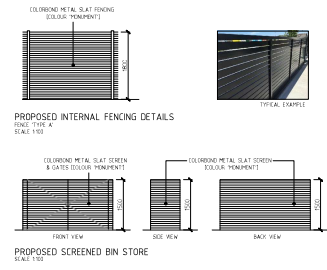 COLORBOND METAL SLAT FENCING
[COLOUR 'MONUMENT']
1800
TYPICAL EXAMPLE
PROPOSED INTERNAL FENCING DETAILS
FENCE 'TYPE A'
SCALE 1:100
COLORBOND METAL SLAT SCREEN
& GATES [COLOUR 'MONUMENT']
COLORBOND METAL SLAT SCREEN
[COLOUR 'MONUMENT']
1500
1500
1500
FRONT VIEW
SIDE VIEW
BACK VIEW
PROPOSED SCREENED BIN STORE
SCALE 1:100